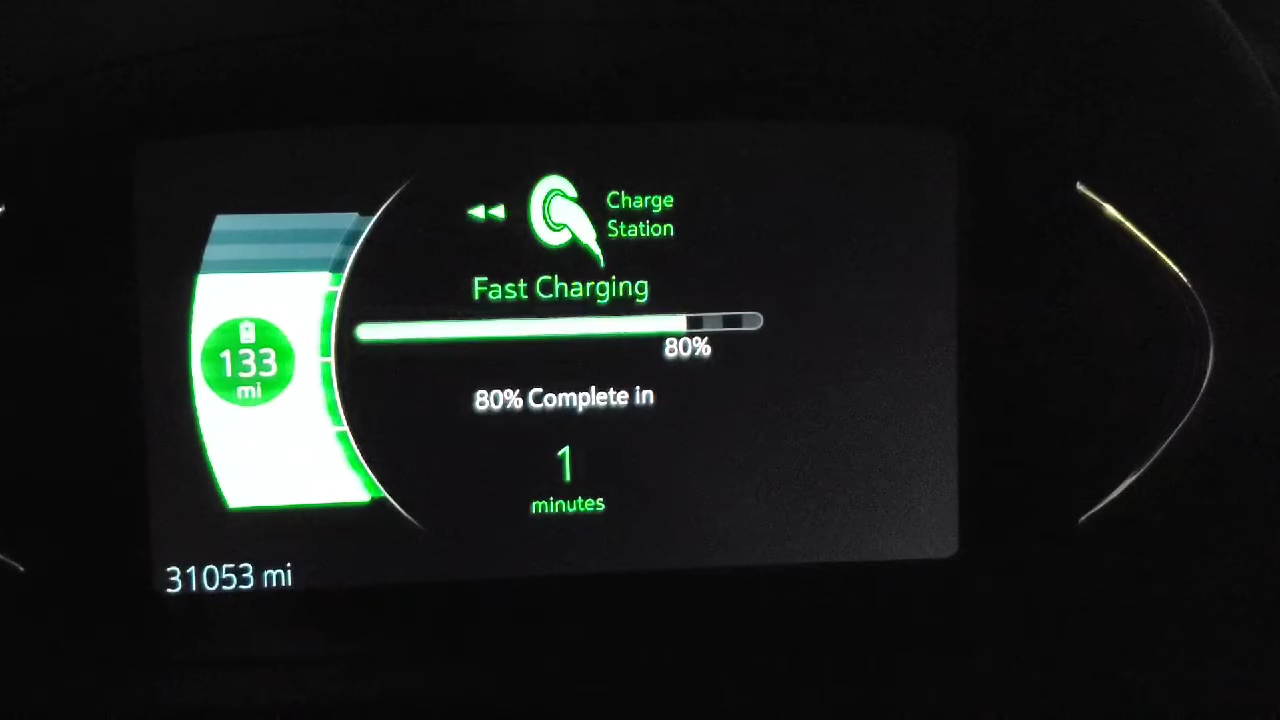 Charge
Station
Fast Charging
80%
133
mi
80% Complete in
1
minutes
31053 mi